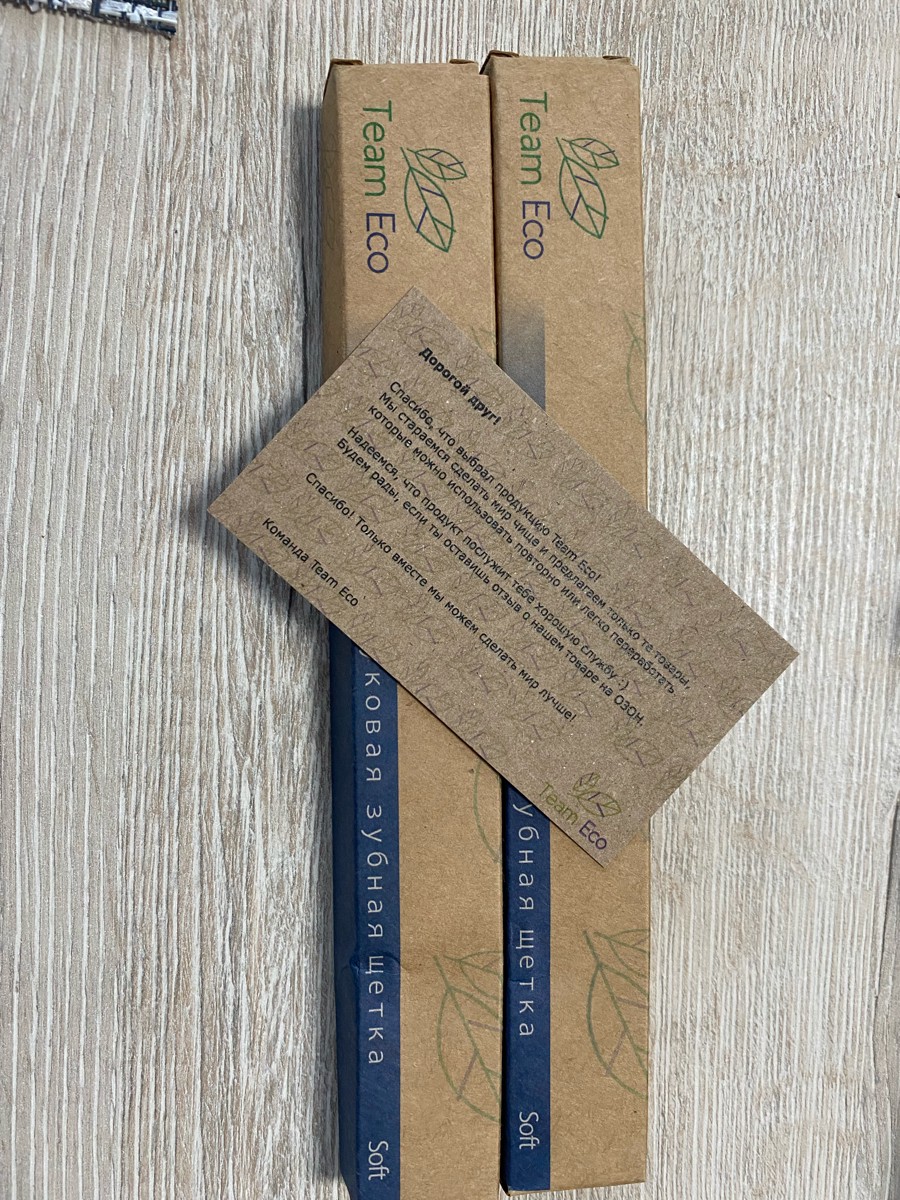 Team Eco
Team Eco
Дорогой друг!
Спасибо, что выбрал продукцию Team Eco!
Мы стараемся сделать мир чище и предлагаем только те товары,
которые можно использовать повторно или легко переработать.
Надеемся, что продукт послужит тебе хорошую службу :)
Будем рады, если ты оставишь отзыв о нашем товаре на ОЗОН.
Спасибо! Только вместе мы можем сделать мир лучше!
Команда Team Eco
Team Eco
ковая зубная щетка Soft
убная щетка Soft